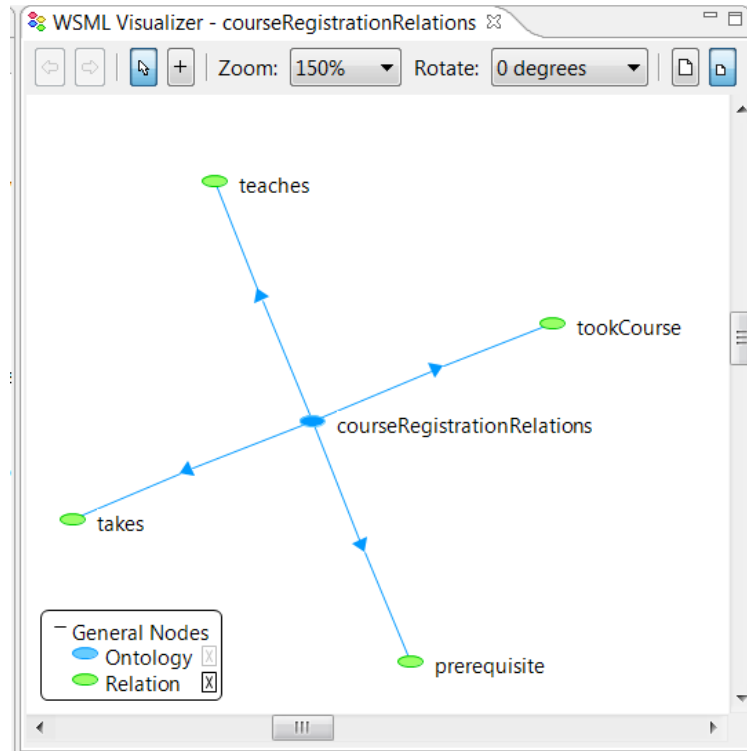 WSML Visualizer - courseRegistrationRelations
Zoom: 150% Rotate: 0 degrees
teaches
tookCourse
courseRegistrationRelations
takes
prerequisite
General Nodes
Ontology X
Relation X